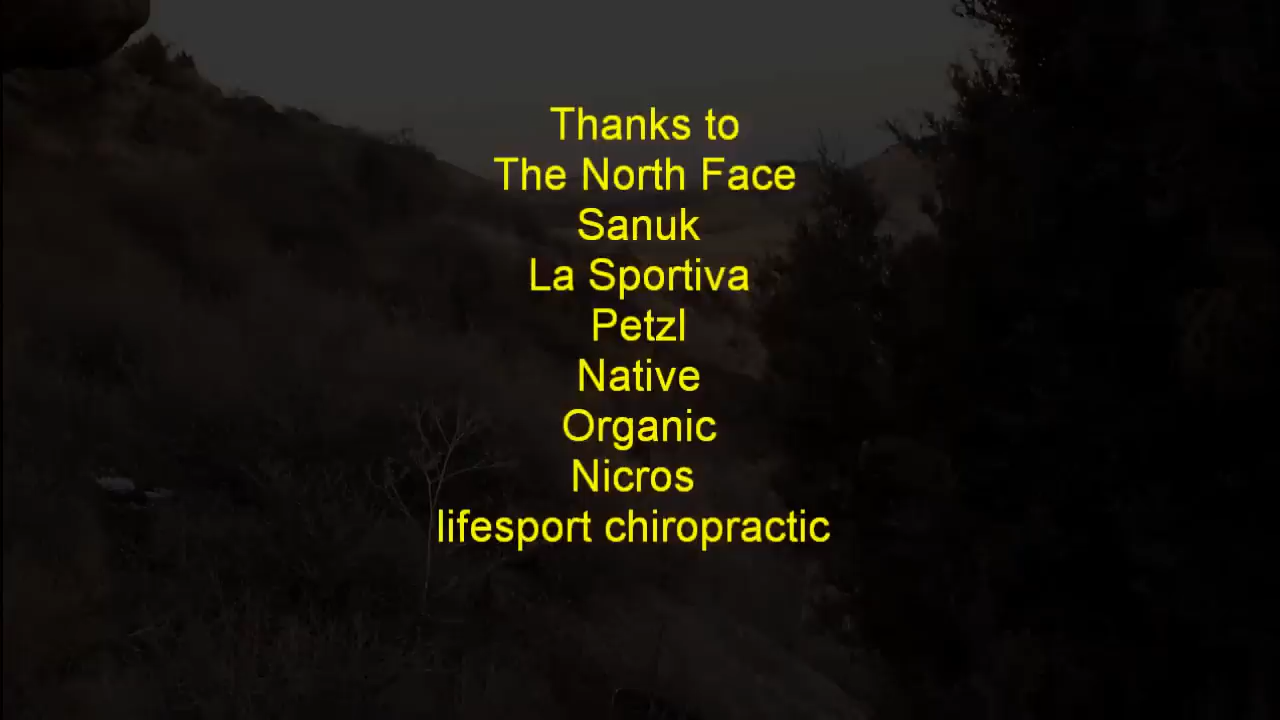 Thanks to
The North Face
Sanuk
La Sportiva
Petzl
Native
Organic
Nicros
lifesport chiropractic